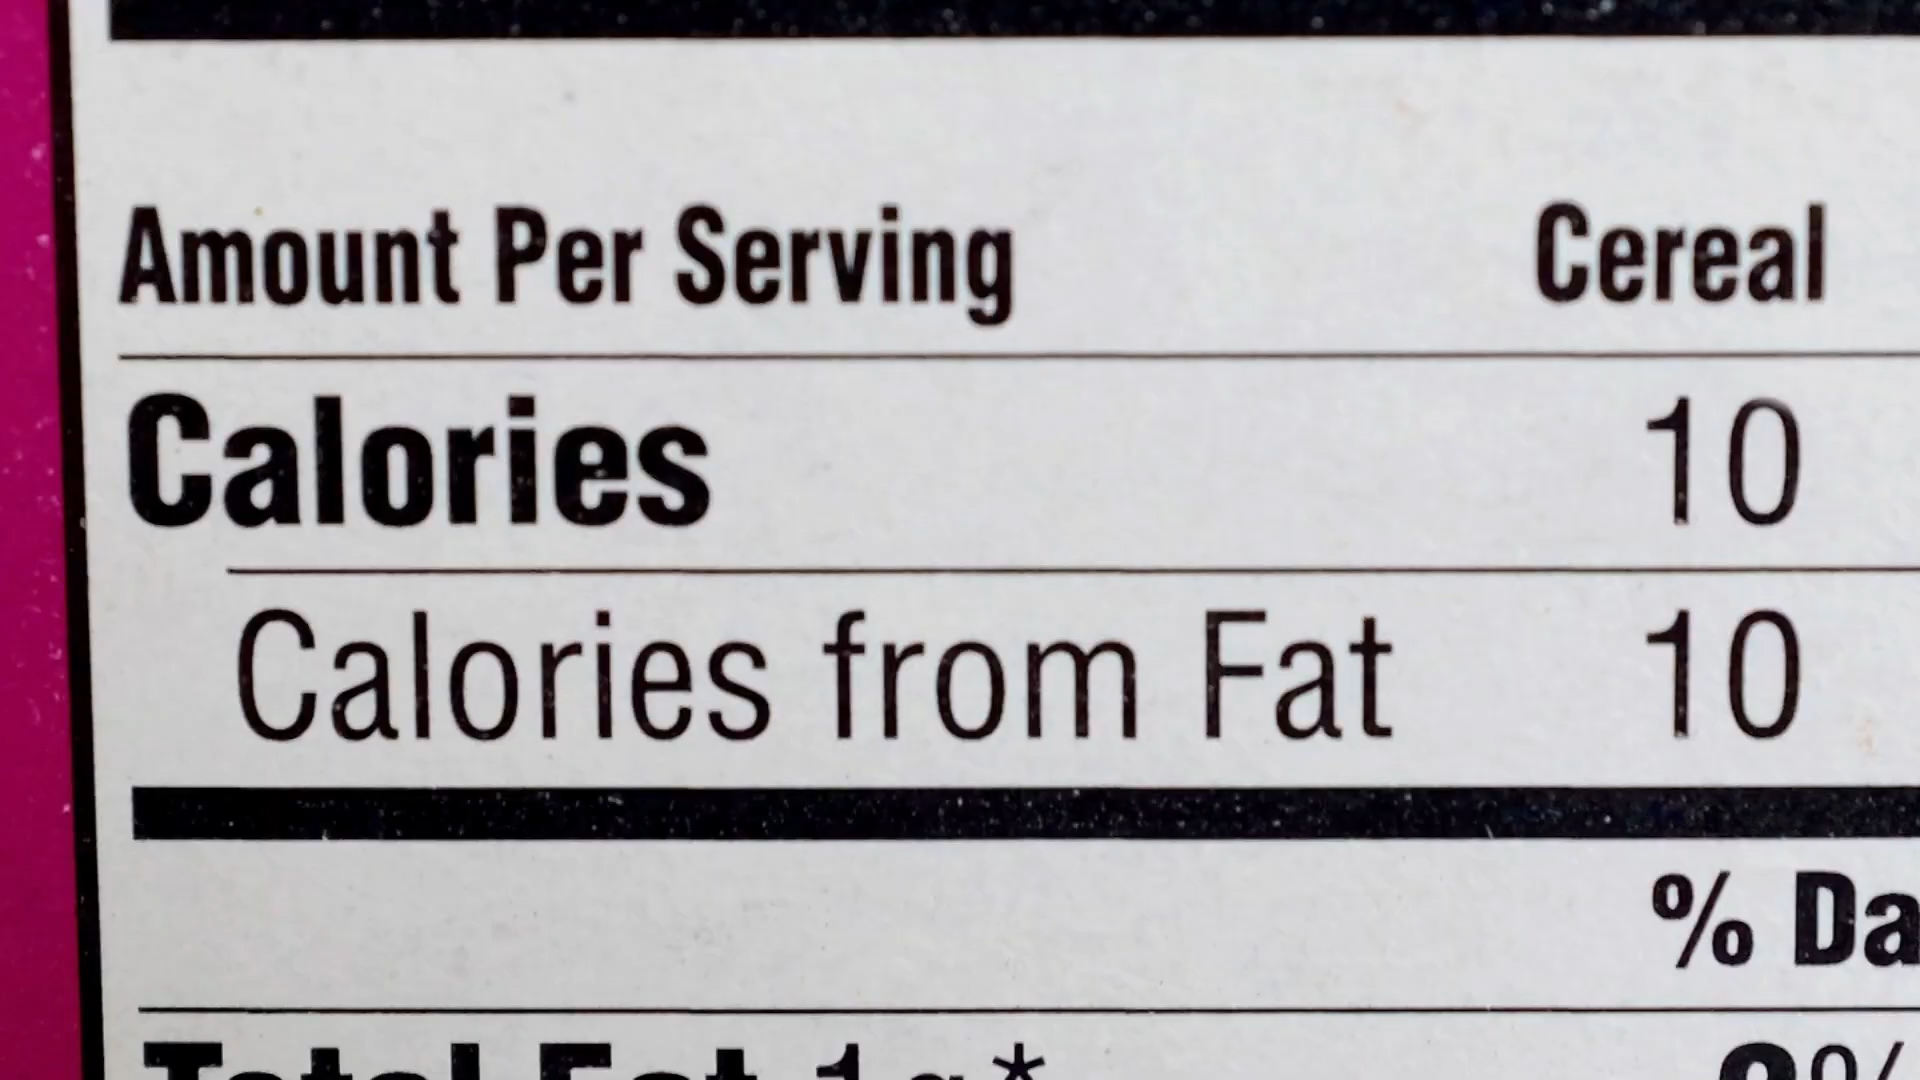 Amount Per Serving Cereal
Calories 10
Calories from Fat 10
% Da
Total Fat 1g*